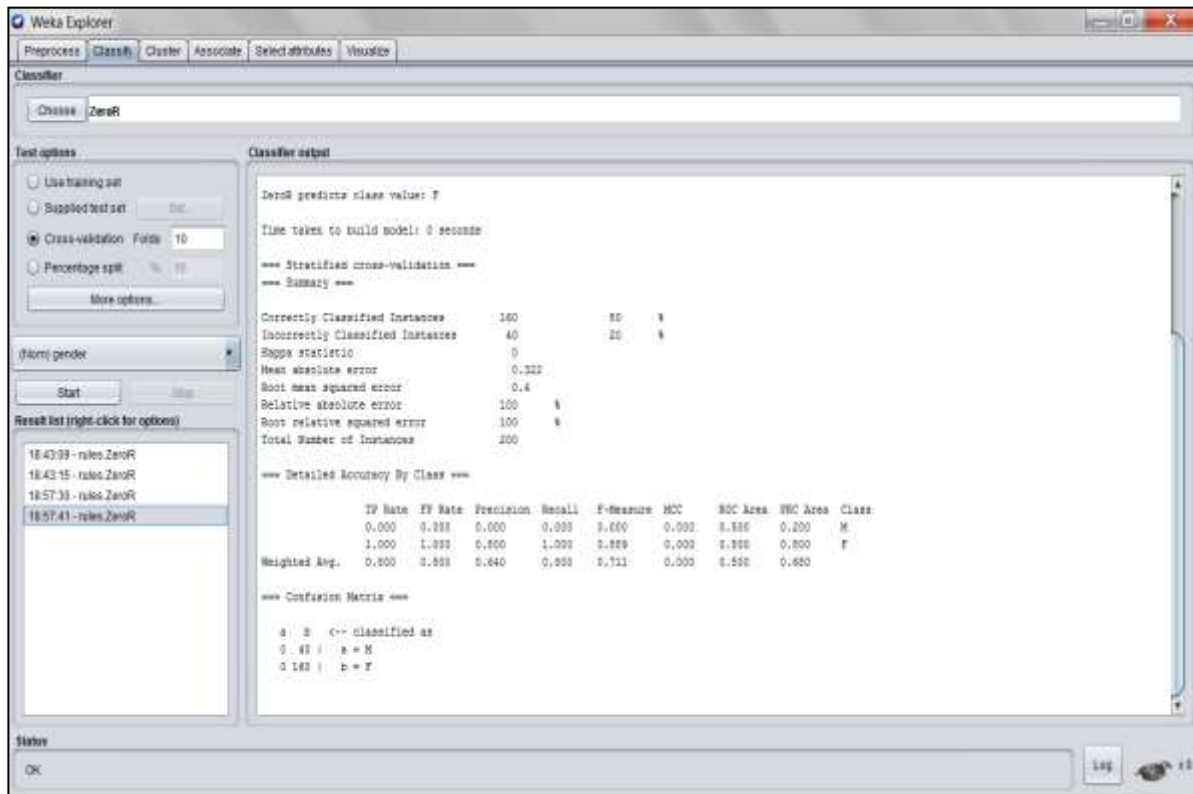 Weka Explorer
Preprocess Classify Cluster Associate Select attributes Visualize
Classifier
Choose ZeroR
Test options
Use training set
Supplied test set Set...
Cross-validation Folds 10
Percentage split %
More options...
(Nom) gender
Start Stop
Result list (right-click for options)
18:43:09 - rules.ZeroR
18:43:15 - rules.ZeroR
18:57:30 - rules.ZeroR
18:57:41 - rules.ZeroR
Classifier output
ZeroR predicts class value: F
Time taken to build model: 0 seconds
=== Stratified cross-validation ===
=== Summary ===
Correctly Classified Instances 160 80 %
Incorrectly Classified Instances 40 20 %
Kappa statistic 0
Mean absolute error 0.322
Root mean squared error 0.4
Relative absolute error 100 %
Root relative squared error 100 %
Total Number of Instances 200
=== Detailed Accuracy By Class ===
TP Rate FP Rate Precision Recall F-Measure MCC ROC Area PRC Area Class
0.000 0.000 0.000 0.000 0.000 0.000 0.500 0.200 M
1.000 1.000 0.800 1.000 0.889 0.000 0.500 0.800 F
Weighted Avg. 0.800 0.800 0.640 0.800 0.711 0.000 0.500 0.680
=== Confusion Matrix ===
a b <-- classified as
0 40 | a = M
0 160 | b = F
Status
OK
Log x 0